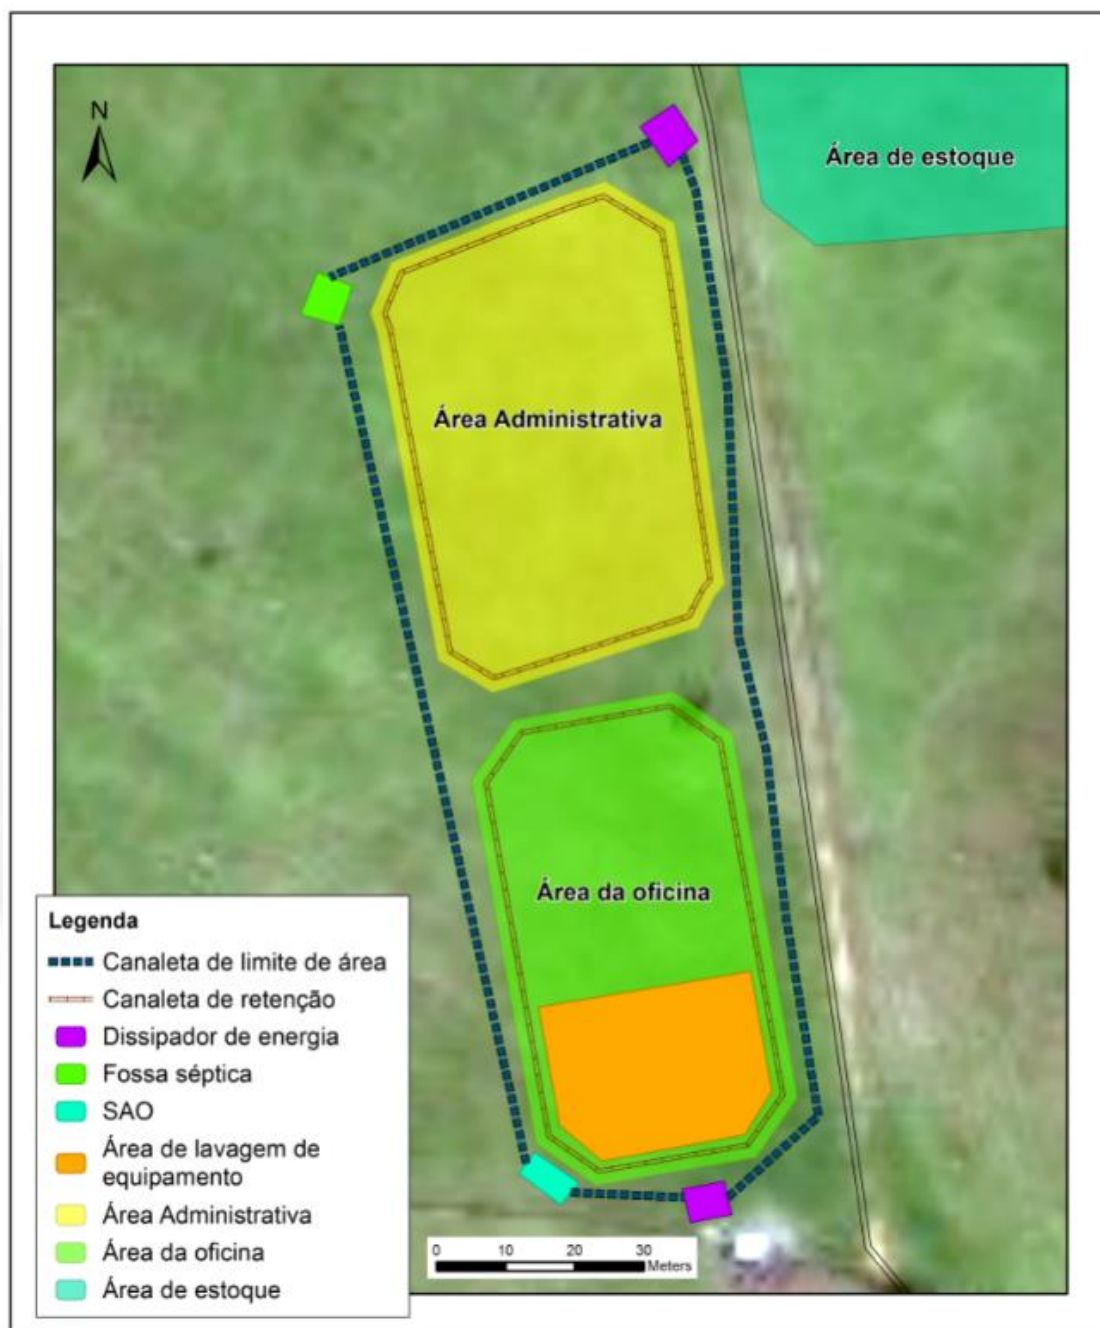 N
Área de estoque
Área Administrativa
Área da oficina
Legenda
Canaleta de limite de área
Canaleta de retenção
Dissipador de energia
Fossa séptica
SAO
Área de lavagem de
equipamento
Área Administrativa
Área da oficina
Área de estoque
0 10 20 30
Meters